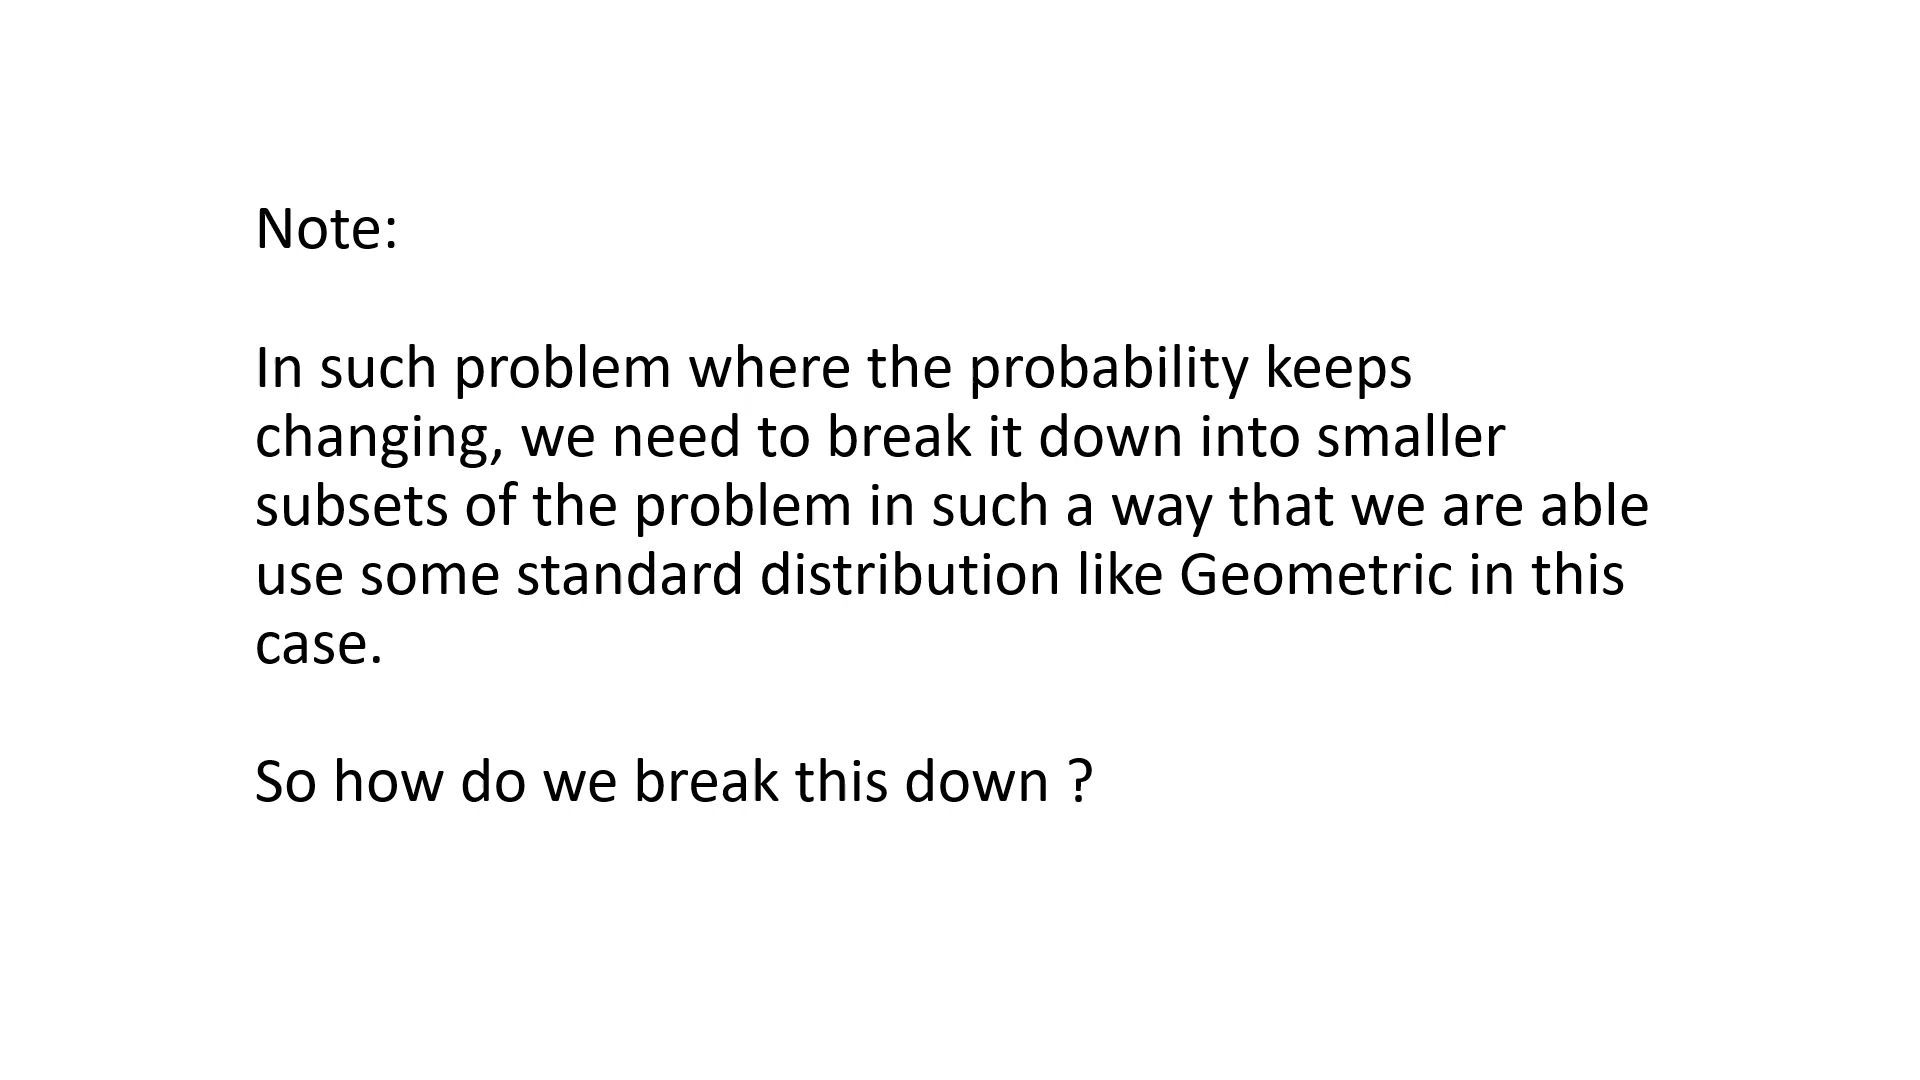 Note:
In such problem where the probability keeps
changing, we need to break it down into smaller
subsets of the problem in such a way that we are able
use some standard distribution like Geometric in this
case.
So how do we break this down ?